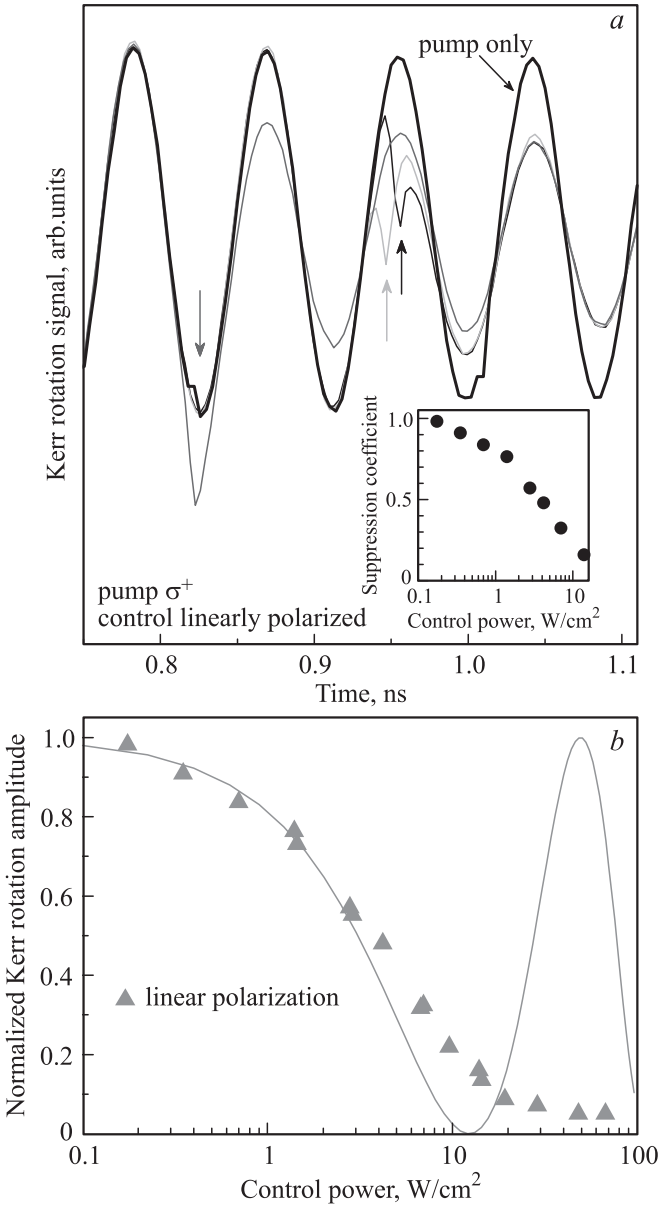 a
pump only
Kerr rotation signal, arb.units
Suppression coefficient
1.0
0.5
0
0.1
1
10
Control power, W/cm²
pump σ⁺
control linearly polarized
0.8
0.9
1.0
1.1
Time, ns
b
Normalized Kerr rotation amplitude
1.0
0.8
0.6
0.4
0.2
0
linear polarization
0.1
1
10
100
Control power, W/cm²